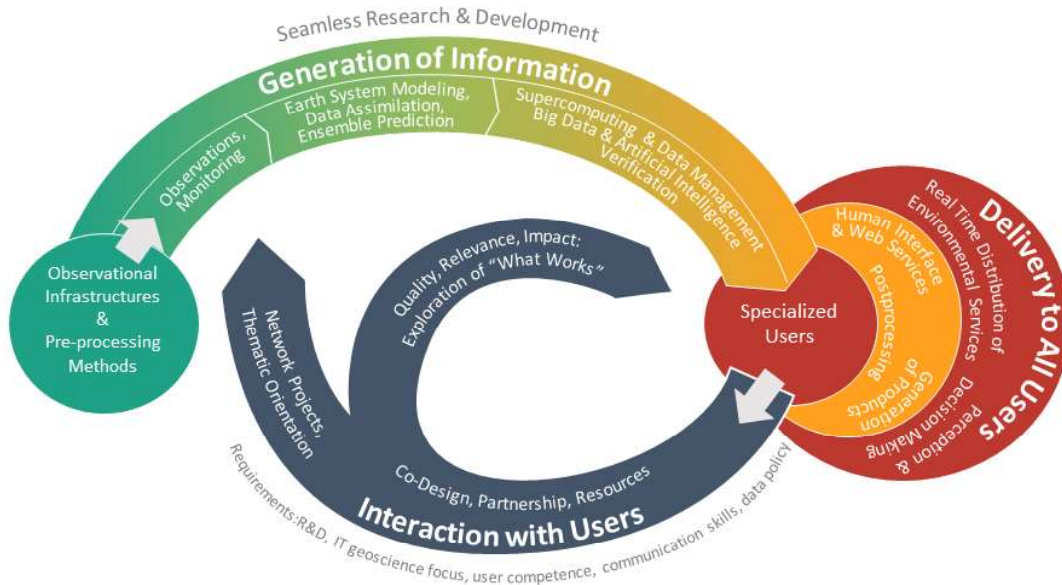 Seamless Research & Development
Generation of Information
Observations,
Monitoring
Earth System Modeling,
Data Assimilation,
Ensemble Prediction
Supercomputing & Data Management
Big Data & Artificial Intelligence
Verification
Observational
Infrastructures
&
Pre-processing
Methods
Quality, Relevance, Impact:
Exploration of “What Works”
Network Projects,
Thematic Orientation
Co-Design, Partnership, Resources
Interaction with Users
Requirements:R&D, IT geoscience focus, user competence, communication skills, data policy
Specialized
Users
Human Interface
& Web Services
Postprocessing
Generation
of Products
Real Time Distribution of
Environmental Services
Perception &
Decision Making
Delivery to All Users